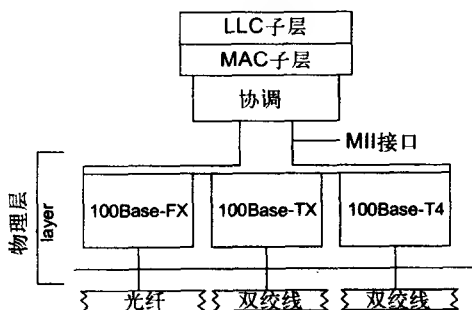 LLC子层
MAC子层
协调
MII接口
物理层
layer
100Base-FX
100Base-TX
100Base-T4
光纤
双绞线
双绞线